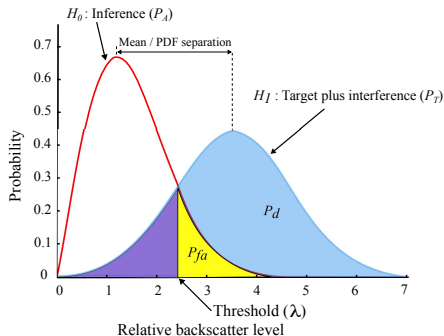 H0 : Inference (PA)
Mean / PDF separation
H1 : Target plus interference (PT)
Probability
0.7
0.6
0.5
0.4
0.3
0.2
0.1
0
Pd
Pfa
0 1 2 3 4 5 6 7
Threshold (λ)
Relative backscatter level